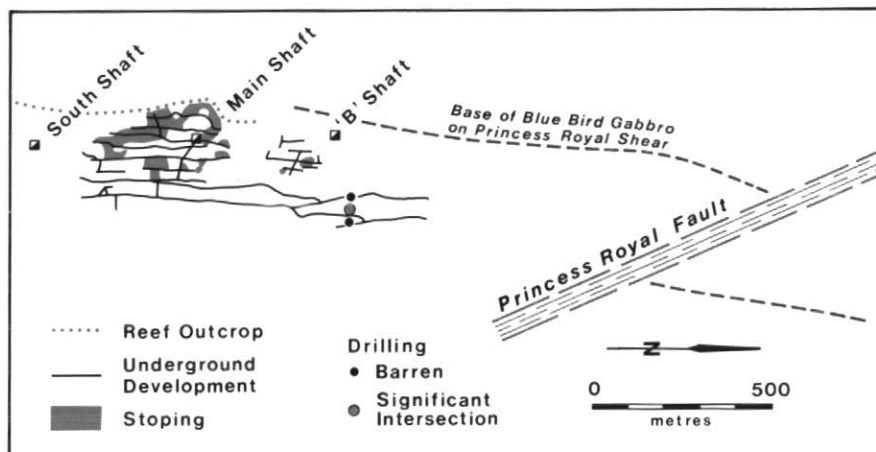 South Shaft
Main Shaft
'B' Shaft
Base of Blue Bird Gabbro
on Princess Royal Shear
Princess Royal Fault
Reef Outcrop
Underground
Development
Stoping
Drilling
Barren
Significant
Intersection
N
0 500
metres